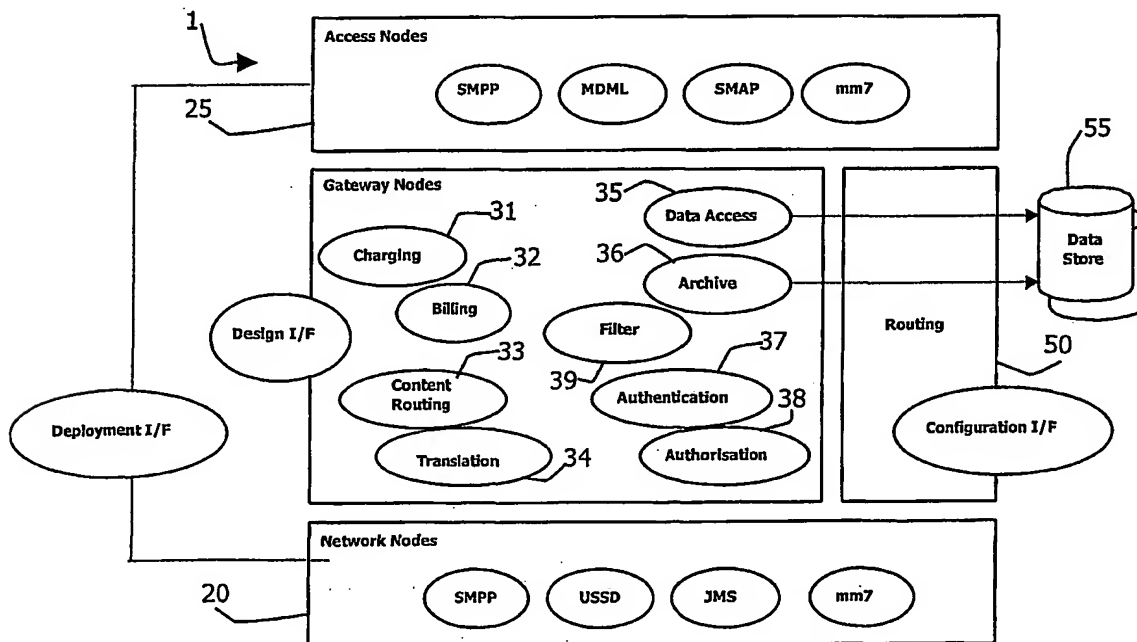 1
Access Nodes
SMPP
MDML
SMAP
mm7
25
55
Gateway Nodes
35
Data Access
31
Charging
36
Archive
Data
Store
32
Billing
Filter
Routing
Design I/F
33
39
37
50
Content
Routing
Authentication
38
Deployment I/F
Configuration I/F
Translation
34
Authorisation
Network Nodes
20
SMPP
USSD
JMS
mm7